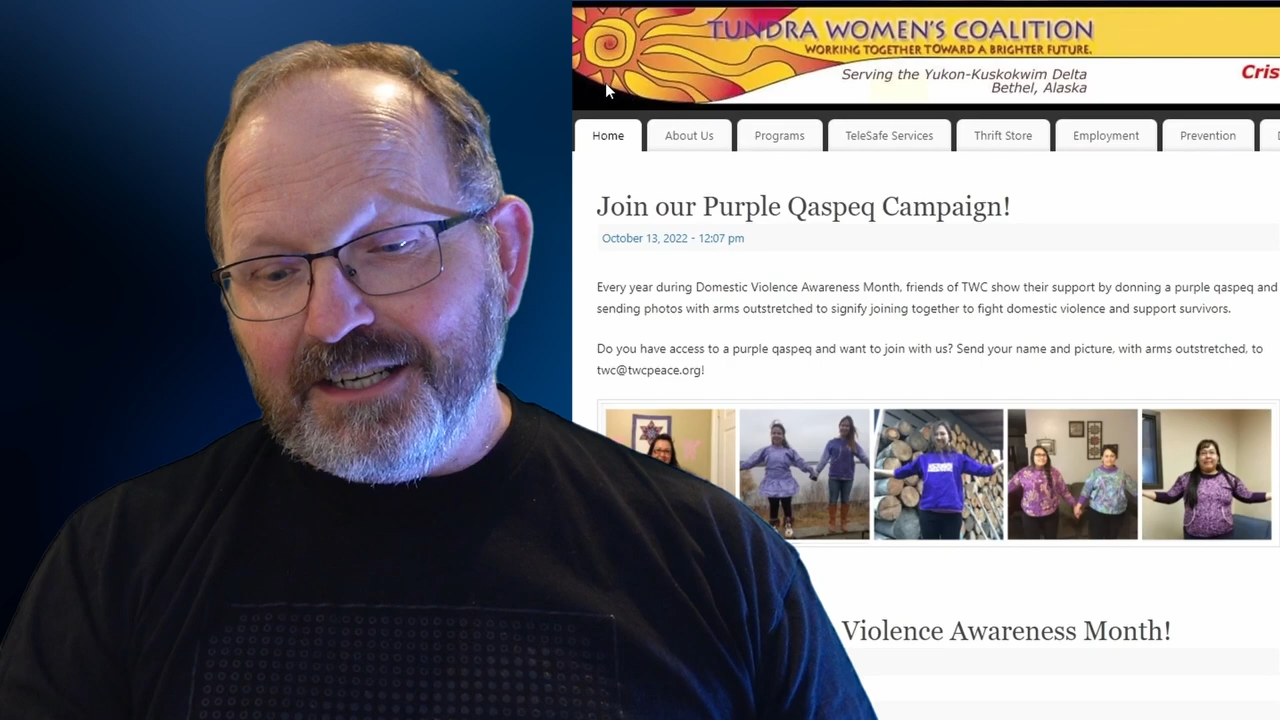 TUNDRA WOMEN'S COALITION
WORKING TOGETHER TOWARD A BRIGHTER FUTURE.
Serving the Yukon-Kuskokwim Delta
Bethel, Alaska
Cris
Home About Us Programs TeleSafe Services Thrift Store Employment Prevention
Join our Purple Qaspeq Campaign!
October 13, 2022 - 12:07 pm
Every year during Domestic Violence Awareness Month, friends of TWC show their support by donning a purple qaspeq and
sending photos with arms outstretched to signify joining together to fight domestic violence and support survivors.
Do you have access to a purple qaspeq and want to join with us? Send your name and picture, with arms outstretched, to
twc@twcpeace.org!
Violence Awareness Month!